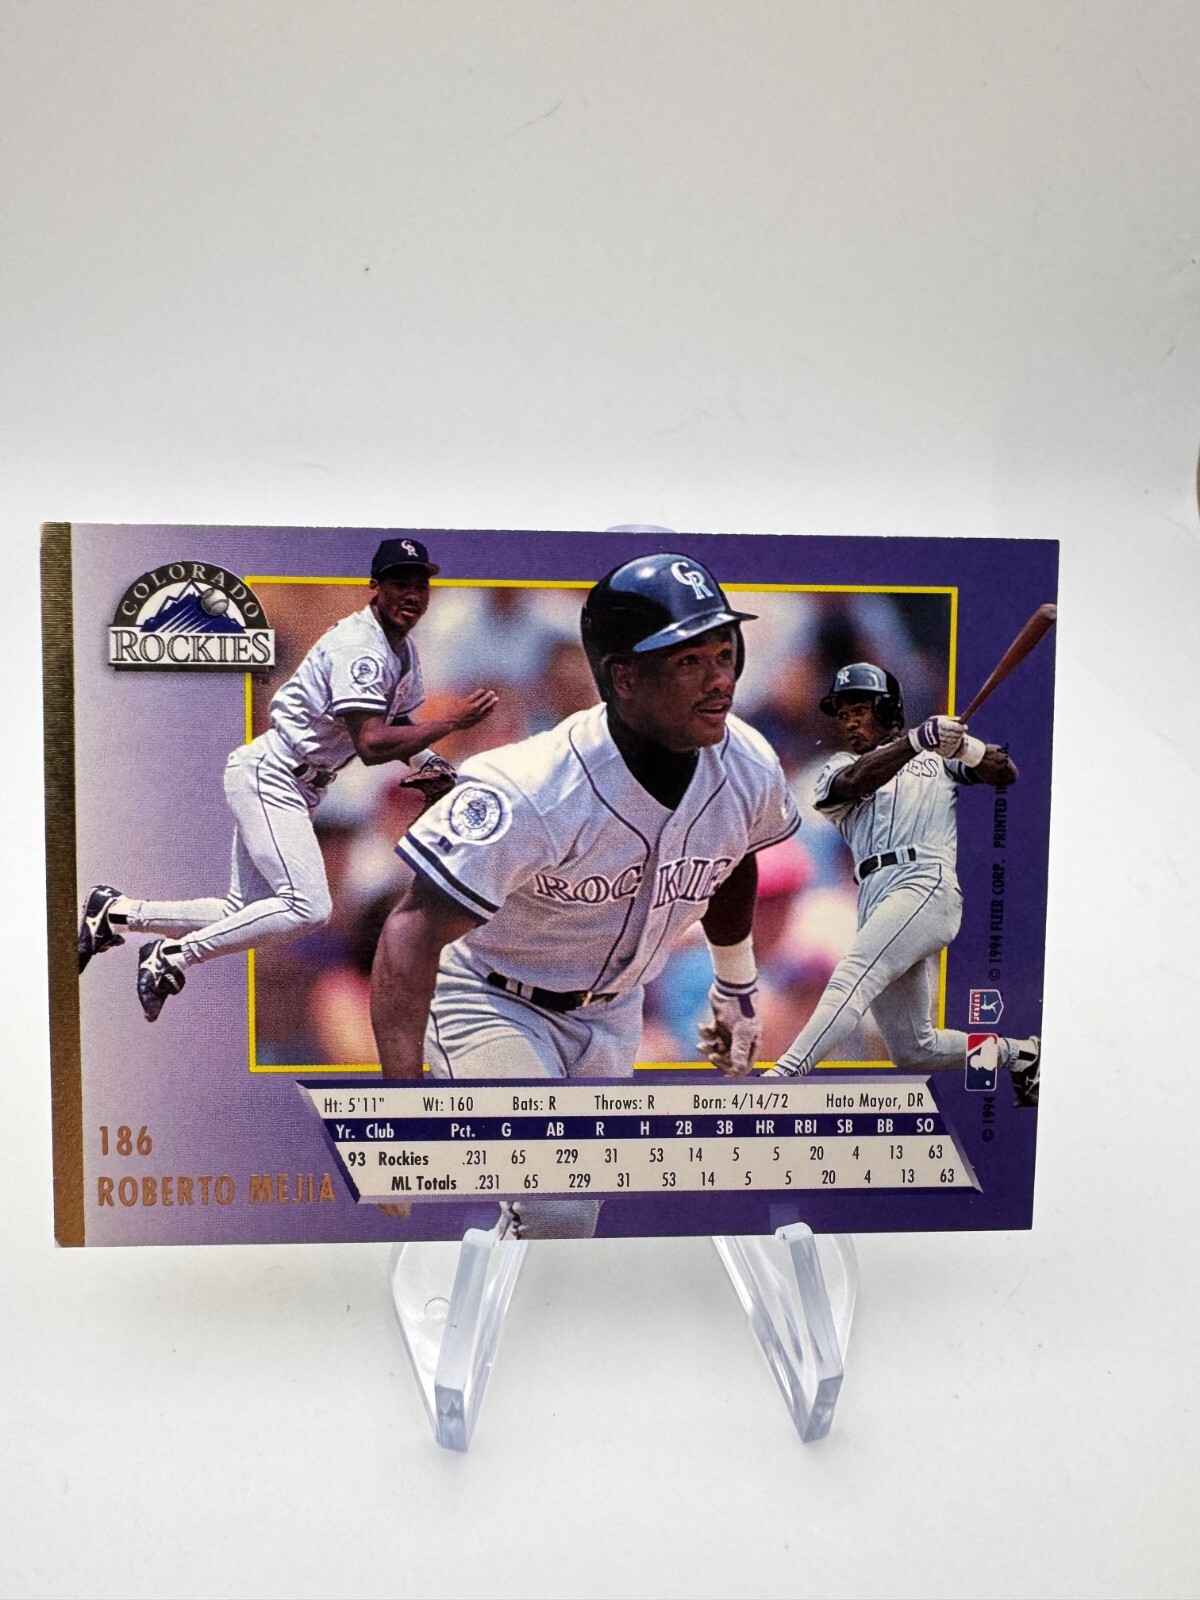 COLORADO
ROCKIES
CR
CR
CR
ROCKIES
IES
186
ROBERTO MEJIA
Ht: 5'11" Wt: 160 Bats: R Throws: R Born: 4/14/72 Hato Mayor, DR
Yr. Club Pct. G AB R H 2B 3B HR RBI SB BB SO
93 Rockies .231 65 229 31 53 14 5 5 20 4 13 63
ML Totals .231 65 229 31 53 14 5 5 20 4 13 63
© 1994 © 1994 FLEER CORP. PRINTED